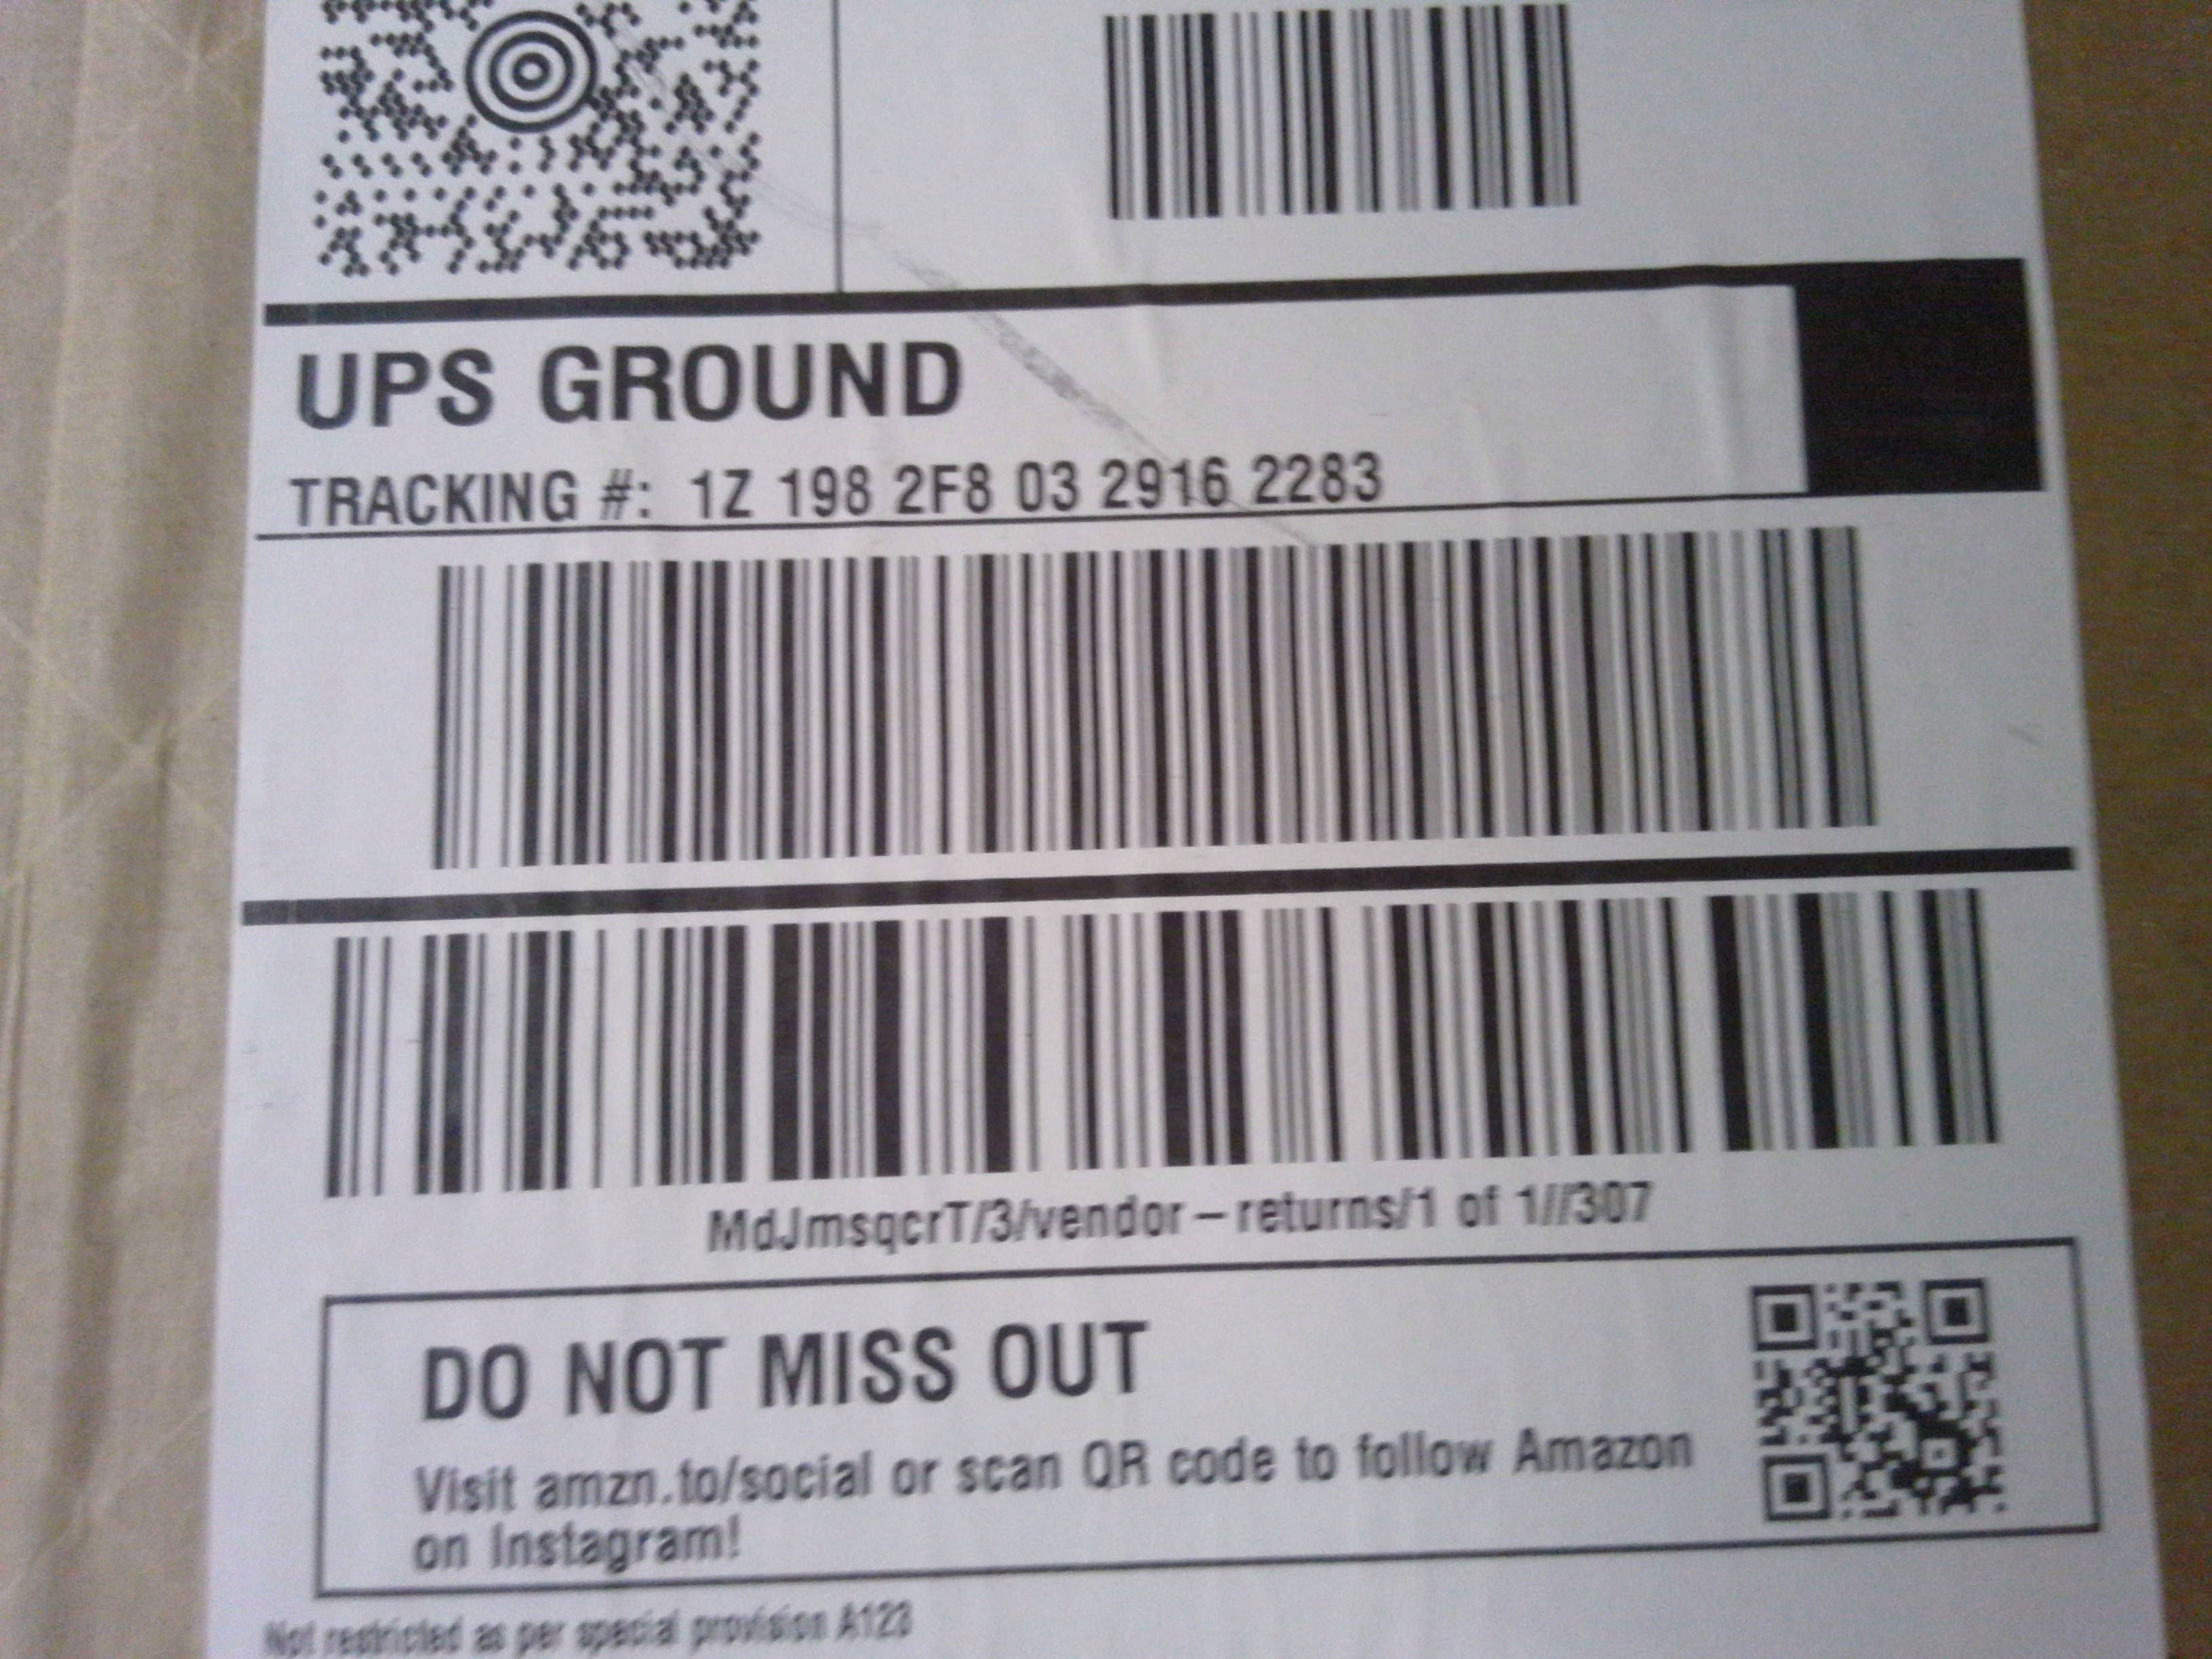 UPS GROUND
TRACKING #: 1Z 198 2F8 03 2916 2283
MdJmsqcrT/3/vendor – returns/1 of 1//307
DO NOT MISS OUT
Visit amzn.to/social or scan QR code to follow Amazon
on Instagram!
Not restricted as per special provision A123